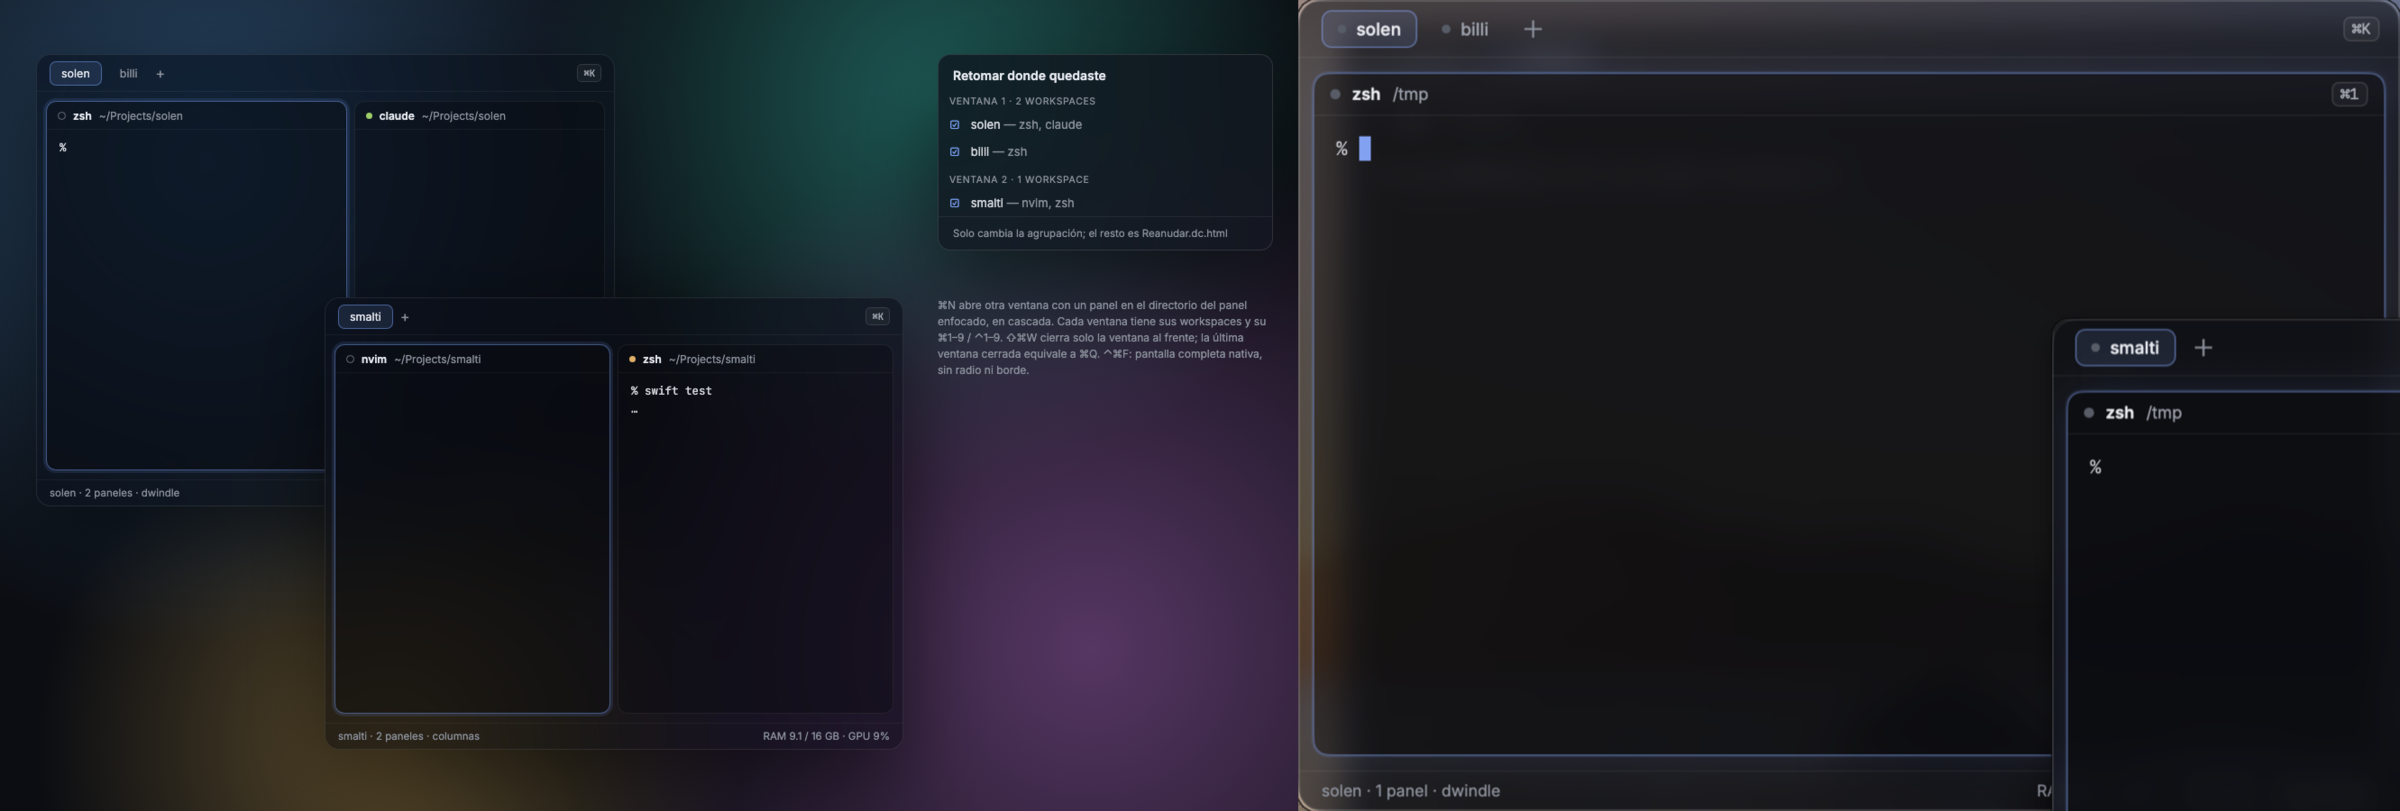 solen billi + ⌘K
zsh ~/Projects/solen
%
claude ~/Projects/solen
solen · 2 paneles · dwindle
smalti + ⌘K
nvim ~/Projects/smalti
zsh ~/Projects/smalti
% swift test
…
smalti · 2 paneles · columnas
RAM 9.1 / 16 GB · GPU 9%
Retomar donde quedaste
VENTANA 1 · 2 WORKSPACES
solen — zsh, claude
billi — zsh
VENTANA 2 · 1 WORKSPACE
smalti — nvim, zsh
Solo cambia la agrupación; el resto es Reanudar.dc.html
⌘N abre otra ventana con un panel en el directorio del panel
enfocado, en cascada. Cada ventana tiene sus workspaces y su
⌘1–9 / ⌃1–9. ⇧⌘W cierra solo la ventana al frente; la última
ventana cerrada equivale a ⌘Q. ⌃⌘F: pantalla completa nativa,
sin radio ni borde.
solen billi + ⌘K
zsh /tmp ⌘1
%
solen · 1 panel · dwindle
smalti +
zsh /tmp
%